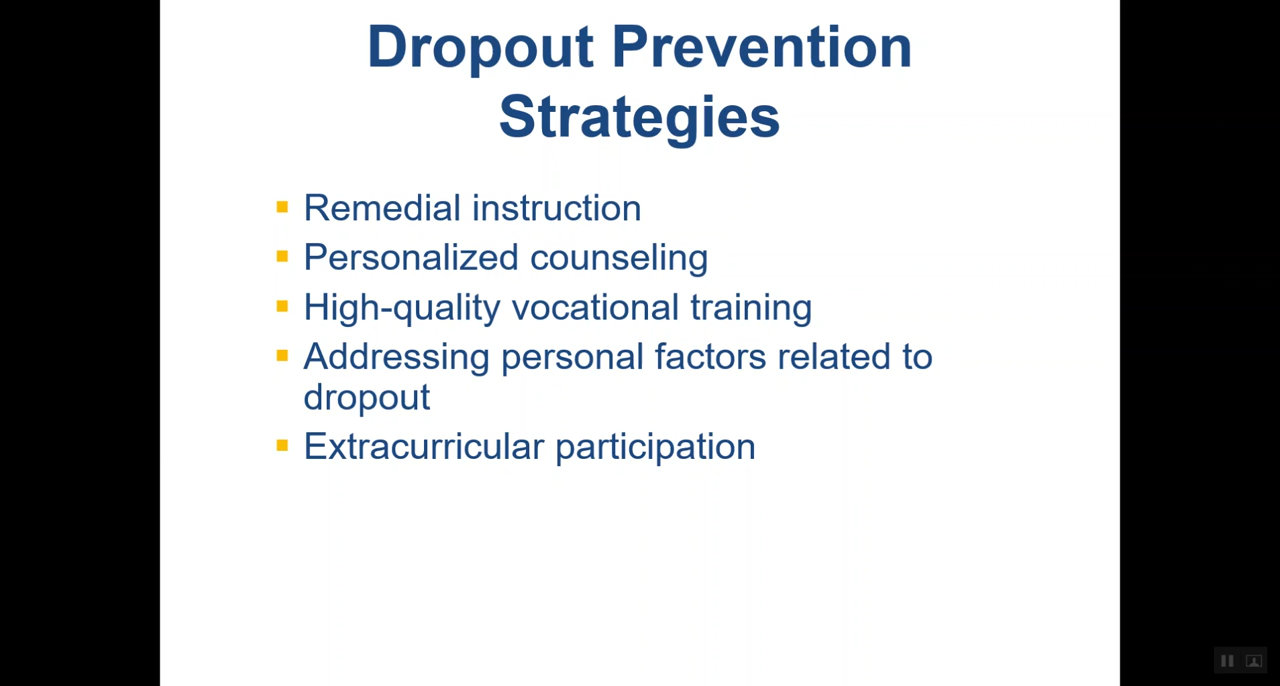 Dropout Prevention
Strategies
▪ Remedial instruction
▪ Personalized counseling
▪ High-quality vocational training
▪ Addressing personal factors related to
dropout
▪ Extracurricular participation